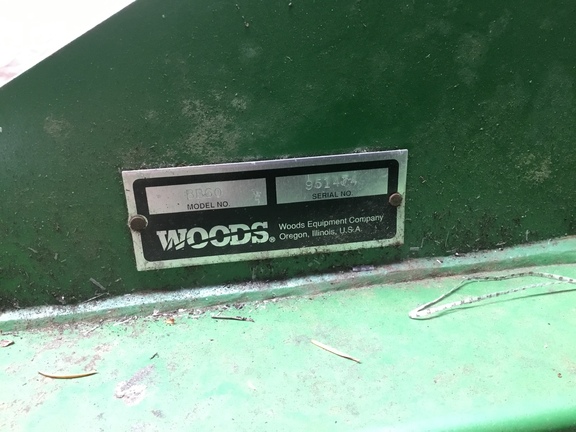 MODEL NO.
SERIAL NO.
WOODS®
Woods Equipment Company
Oregon, Illinois, U.S.A.